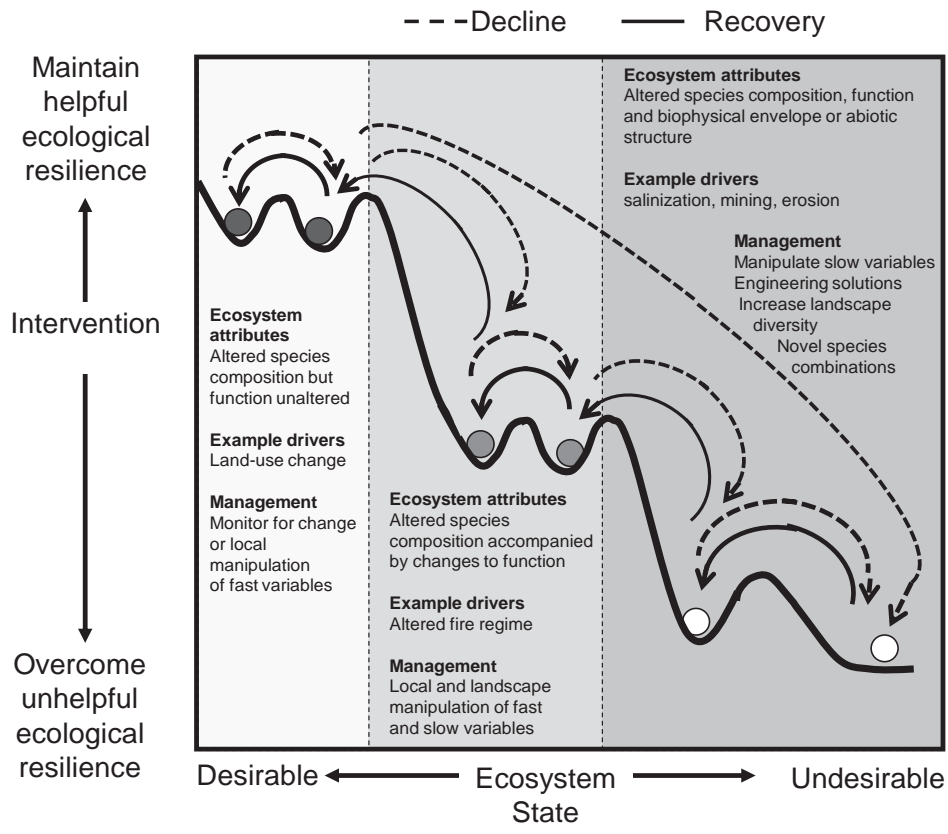 Decline
Recovery
Maintain
helpful
ecological
resilience
Intervention
Overcome
unhelpful
ecological
resilience
Ecosystem
attributes
Altered species
composition but
function unaltered
Example drivers
Land-use change
Management
Monitor for change
or local
manipulation
of fast variables
Ecosystem attributes
Altered species
composition accompanied
by changes to function
Example drivers
Altered fire regime
Management
Local and landscape
manipulation of fast
and slow variables
Ecosystem attributes
Altered species composition, function
and biophysical envelope or abiotic
structure
Example drivers
salinization, mining, erosion
Management
Manipulate slow variables
Engineering solutions
Increase landscape
diversity
Novel species
combinations
Desirable
Ecosystem
State
Undesirable